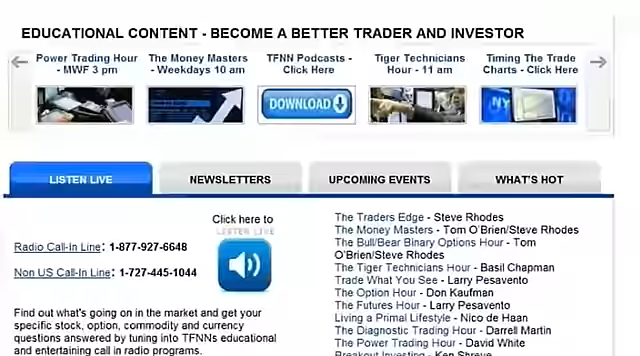 EDUCATIONAL CONTENT - BECOME A BETTER TRADER AND INVESTOR
Power Trading Hour
- MWF 3 pm
The Money Masters
- Weekdays 10 am
TFNN Podcasts -
Click Here
Tiger Technicians
Hour - 11 am
Timing The Trade
Charts - Click Here
DOWNLOAD
NY
LISTEN LIVE
NEWSLETTERS
UPCOMING EVENTS
WHAT'S HOT
Click here to
LISTEN LIVE
Radio Call-In Line: 1-877-927-6648
Non US Call-In Line: 1-727-445-1044
Find out what's going on in the market and get your
specific stock, option, commodity and currency
questions answered by tuning into TFNNs educational
and entertaining call in radio programs.
The Traders Edge - Steve Rhodes
The Money Masters - Tom O'Brien/Steve Rhodes
The Bull/Bear Binary Options Hour - Tom
O'Brien/Steve Rhodes
The Tiger Technicians Hour - Basil Chapman
Trade What You See - Larry Pesavento
The Option Hour - Don Kaufman
The Futures Hour - Larry Pesavento
Living a Primal Lifestyle - Nico de Haan
The Diagnostic Trading Hour - Darrell Martin
The Power Trading Hour - David White
Breakout Investing - Ken Shreve